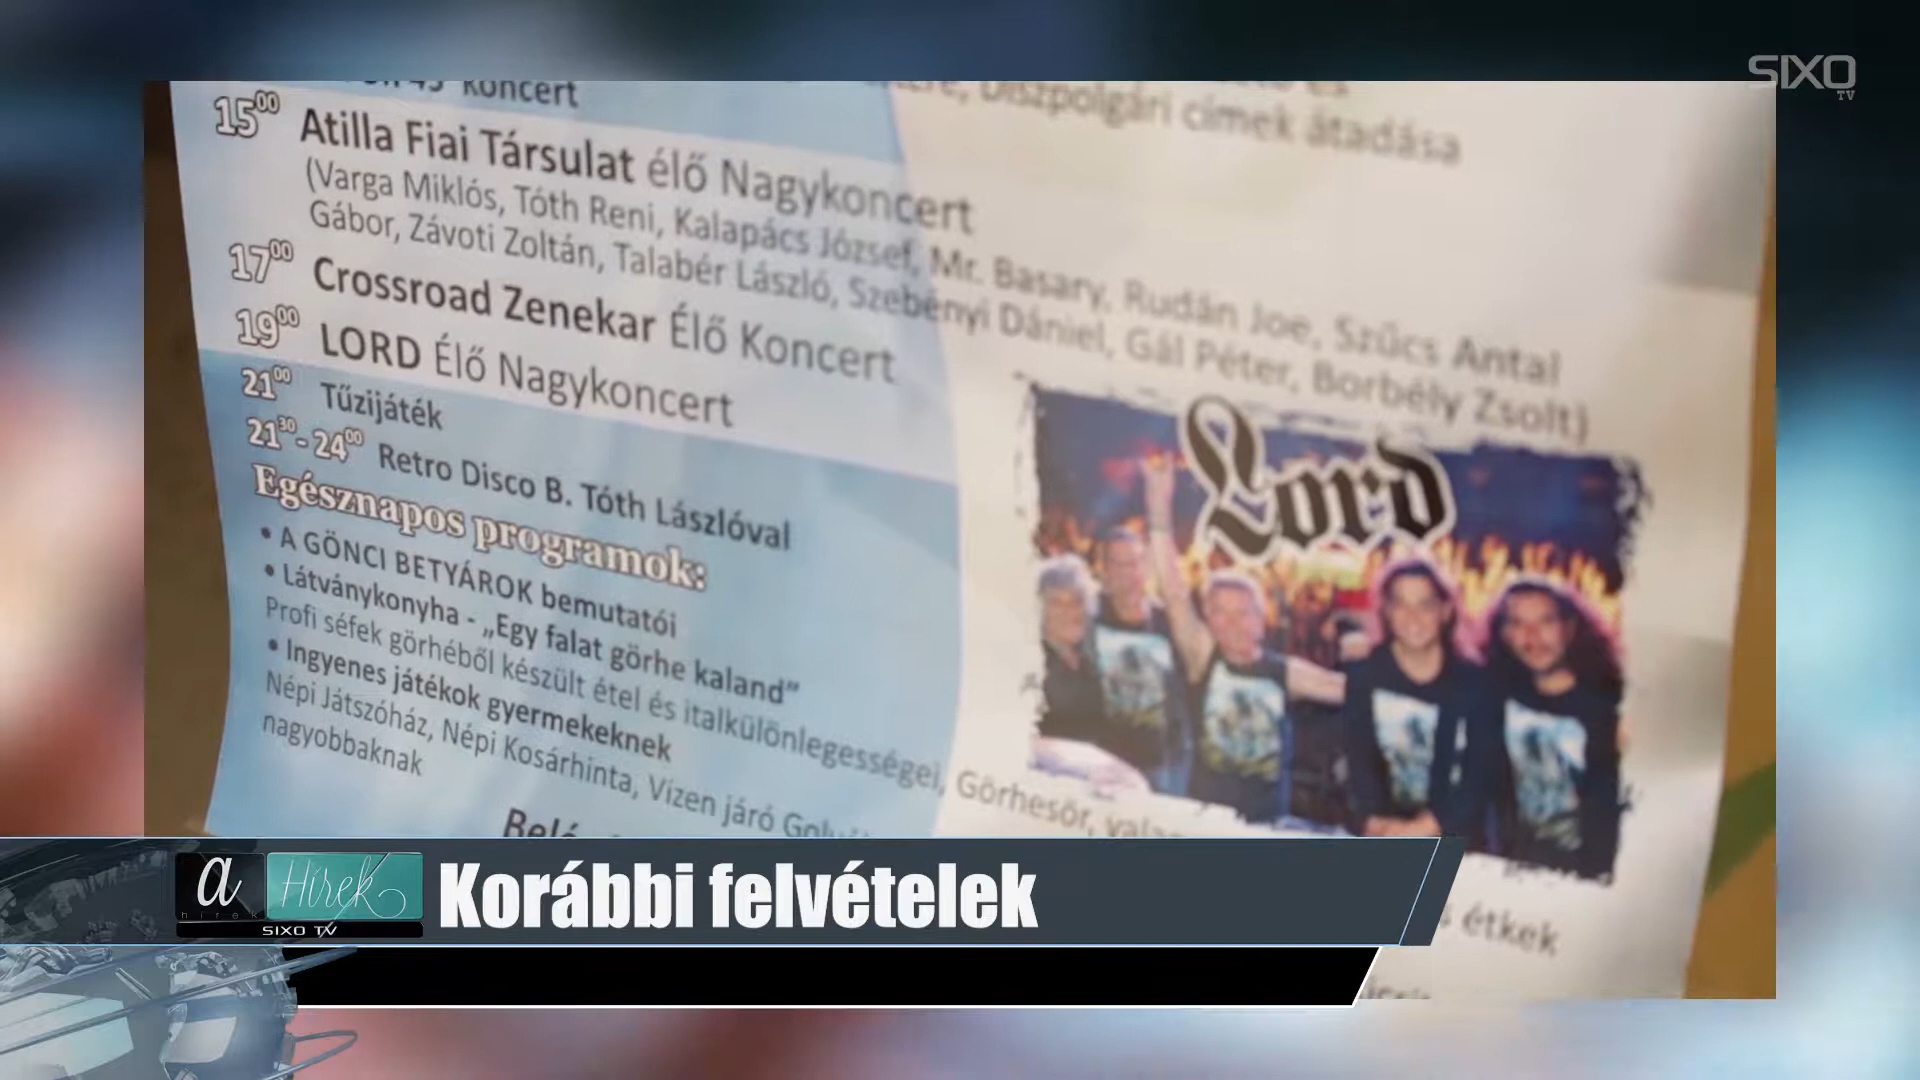 SIXO
TV
koncert
Díszpolgári címek átadása
15⁰⁰ Atilla Fiai Társulat élő Nagykoncert
(Varga Miklós, Tóth Reni, Kalapács József, Mr. Basary, Rudán Joe, Szűcs Antal
Gábor, Závoti Zoltán, Talabér László, Szebényi Dániel, Gál Péter, Borbély Zsolt)
17⁰⁰ Crossroad Zenekar Élő Koncert
19⁰⁰ LORD Élő Nagykoncert
21⁰⁰ Tűzijáték
21³⁰- 24⁰⁰ Retro Disco B. Tóth Lászlóval
Lord
Egésznapos programok:
• A GÖNCI BETYÁROK bemutatói
• Látványkonyha - „Egy falat görhe kaland”
Profi séfek görhéből készült étel és italkülönlegességei, Görhesör,
étkek
• Ingyenes játékok gyermekeknek
Népi Játszóház, Népi Kosárhinta, Vizen járó
nagyobbaknak
a Hírek
hírek
SIXO TV
Korábbi felvételek